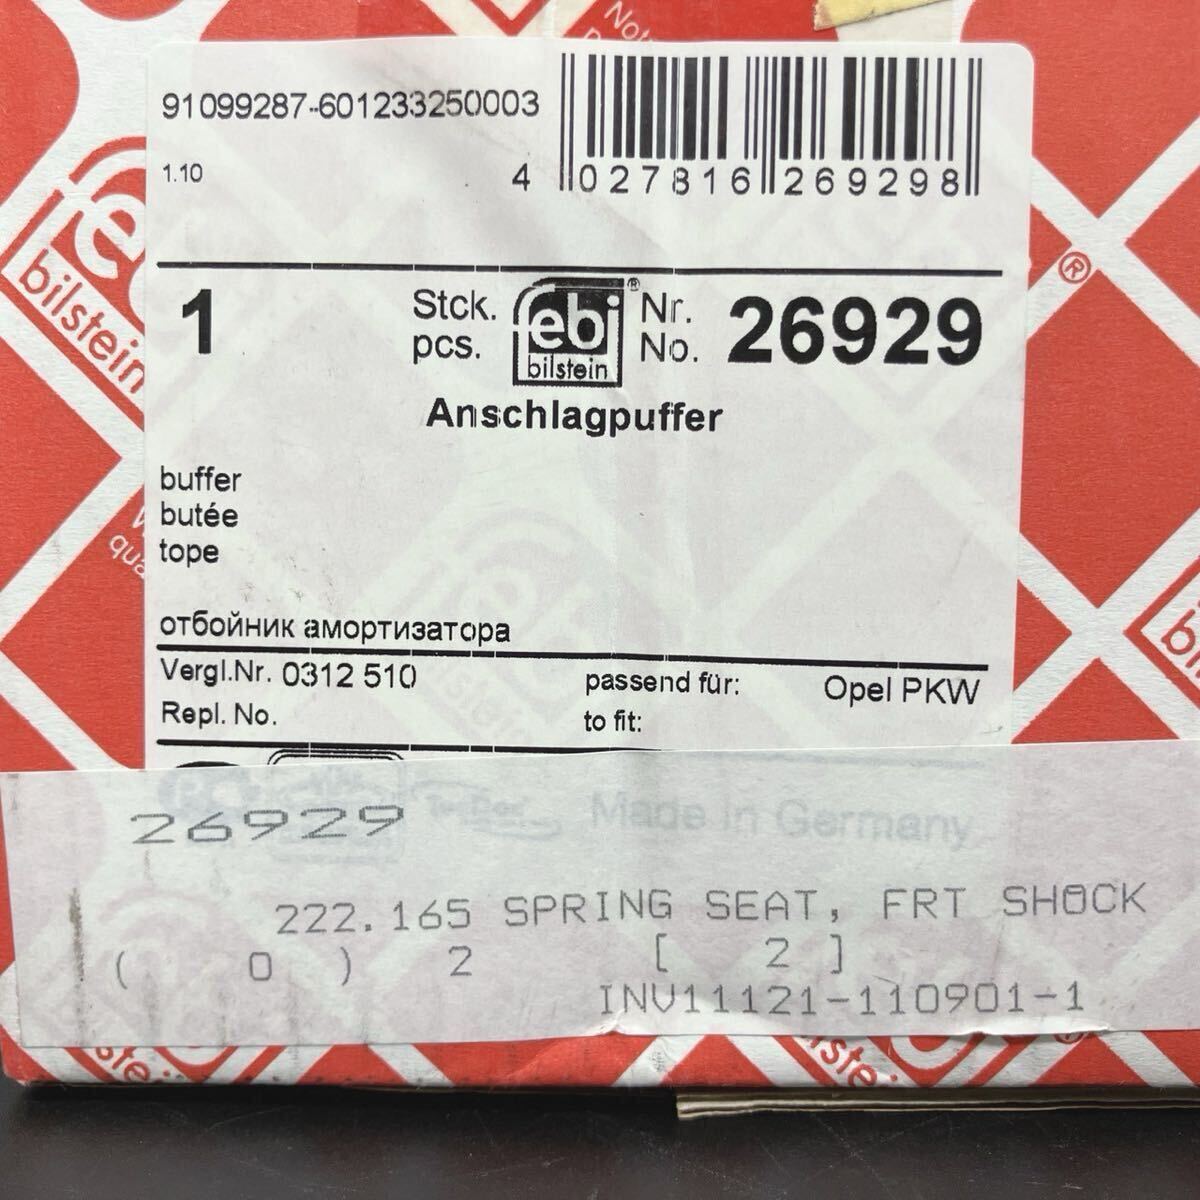 91099287-601233250003
1.10
4 027816 269298
1 Stck. febi® Nr. 26929
pcs. bilstein No.
Anschlagpuffer
buffer
butée
tope
отбойник амортизатора
Vergl.Nr. 0312 510 passend für: Opel PKW
Repl. No. to fit:
Made in Germany
26929
222.165 SPRING SEAT, FRT SHOCK
( 0 ) 2 [ 2 ]
INV11121-110901-1
bilstein
®